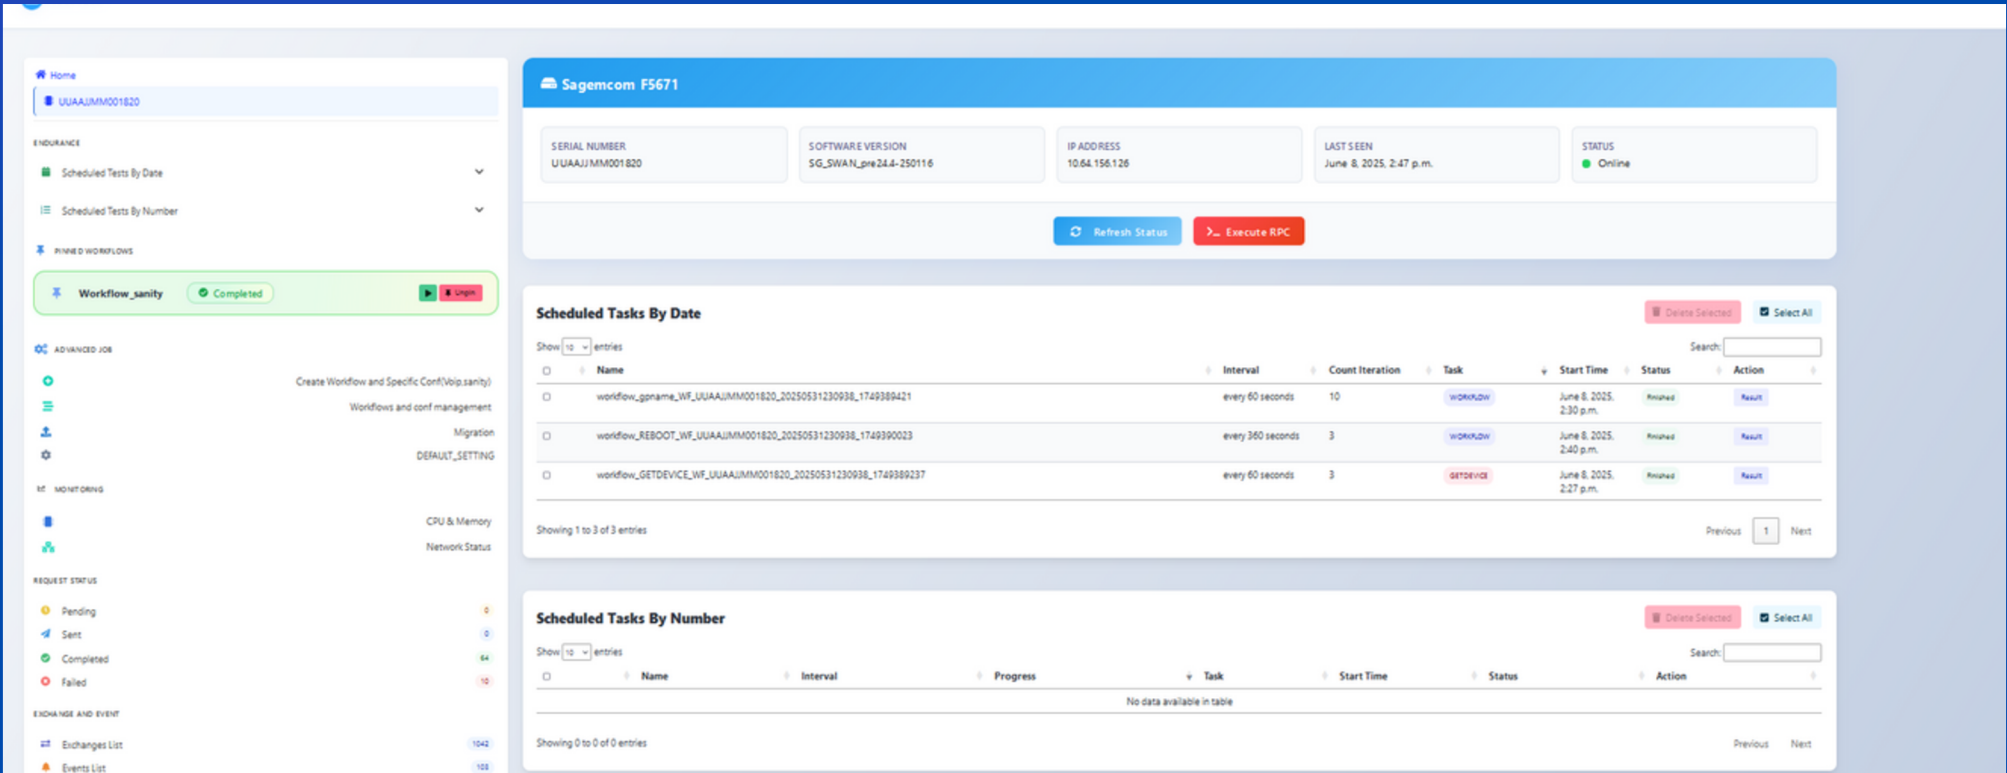 Home
UUAAJJMM001820
ENDURANCE
Scheduled Tests By Date
Scheduled Tests By Number
PINNED WORKFLOWS
Workflow_sanity
Completed
Unpin
ADVANCED JOB
Create Workflow and Specific Conf(Voip,sanity)
Workflows and conf management
Migration
DEFAULT_SETTING
MONITORING
CPU & Memory
Network Status
REQUEST STATUS
Pending 0
Sent 0
Completed 64
Failed 10
EXCHANGE AND EVENT
Exchanges List 1042
Events List 108
Sagemcom F5671
SERIAL NUMBER
UUAAJJMM001820
SOFTWARE VERSION
SG_SWAN_pre24.4-250116
IP ADDRESS
10.64.156.126
LAST SEEN
June 8, 2025, 2:47 p.m.
STATUS
Online
Refresh Status
Execute RPC
Scheduled Tasks By Date
Delete Selected
Select All
Show 10 entries
Search:
Name Interval Count Iteration Task Start Time Status Action
workflow_gpname_WF_UUAAJJMM001820_20250531230938_1749389421 every 60 seconds 10 WORKFLOW June 8, 2025, Finished Result
2:30 p.m.
workflow_REBOOT_WF_UUAAJJMM001820_20250531230938_1749390023 every 360 seconds 3 WORKFLOW June 8, 2025, Finished Result
2:40 p.m.
workflow_GETDEVICE_WF_UUAAJJMM001820_20250531230938_1749389237 every 60 seconds 3 GETDEVICE June 8, 2025, Finished Result
2:27 p.m.
Showing 1 to 3 of 3 entries
Previous 1 Next
Scheduled Tasks By Number
Delete Selected
Select All
Show 10 entries
Search:
Name Interval Progress Task Start Time Status Action
No data available in table
Showing 0 to 0 of 0 entries
Previous Next